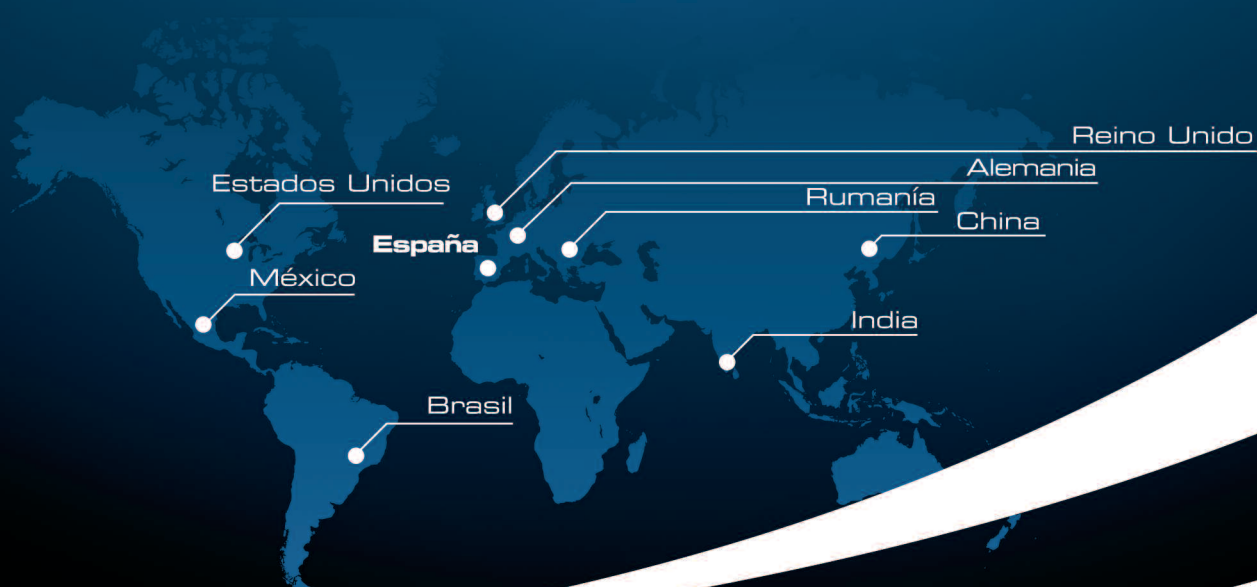 Reino Unido
Alemania
Estados Unidos
Rumanía
China
España
México
India
Brasil